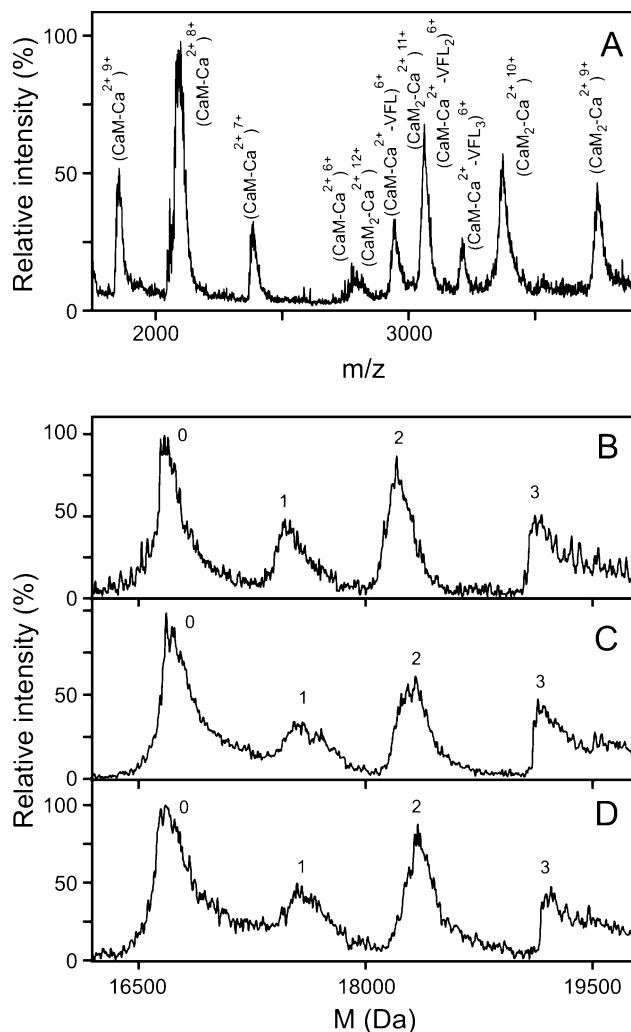 100
50
0
Relative intensity (%)
A
(CaM-Ca²⁺)⁹⁺
(CaM-Ca²⁺)⁸⁺
(CaM-Ca²⁺)⁷⁺
(CaM-Ca²⁺)⁶⁺
(CaM₂-Ca²⁺)¹²⁺
(CaM-Ca²⁺-VFL)⁶⁺
(CaM₂-Ca²⁺)¹¹⁺
(CaM-Ca²⁺-VFL₂)⁶⁺
(CaM-Ca²⁺-VFL₃)⁶⁺
(CaM₂-Ca²⁺)¹⁰⁺
(CaM₂-Ca²⁺)⁹⁺
2000 3000
m/z
Relative intensity (%)
100
50
0
0 1 2 3
B
50
0
0 1 2 3
C
100
50
0
0 1 2 3
D
16500 18000 19500
M (Da)